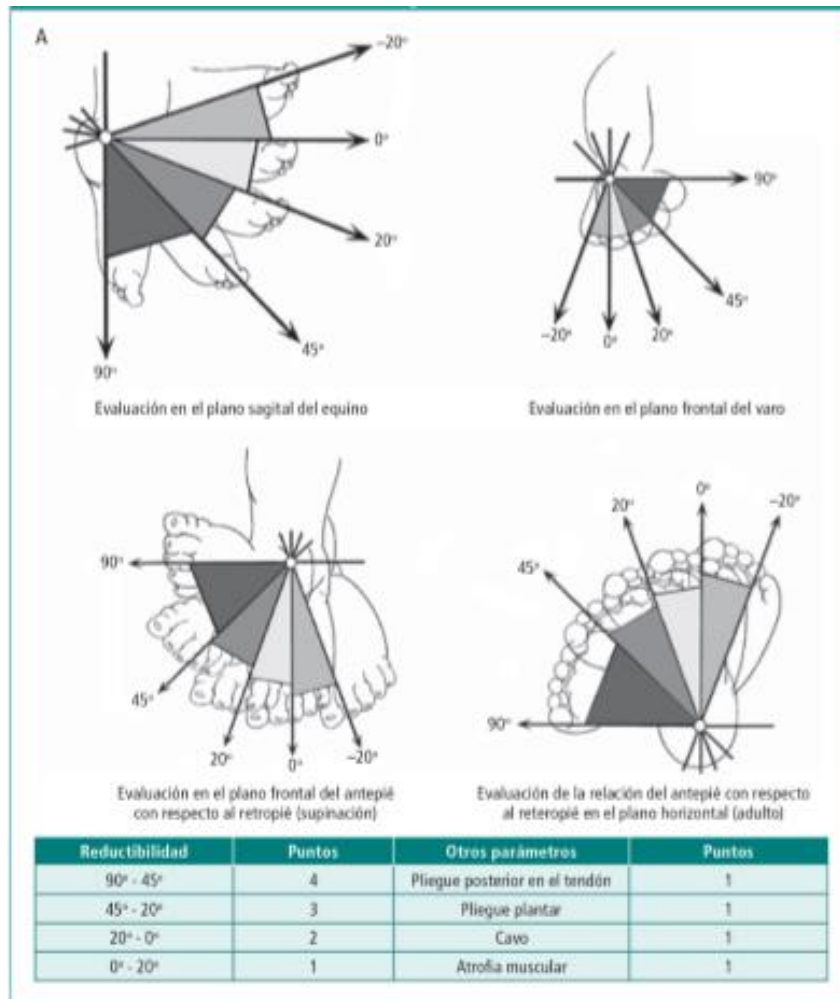 A
-20°
0°
20°
45°
90°
Evaluación en el plano sagital del equino
90°
45°
20°
0°
-20°
Evaluación en el plano frontal del varo
90°
45°
20°
0°
-20°
Evaluación en el plano frontal del antepié
con respecto al retropié (supinación)
0°
-20°
20°
45°
90°
Evaluación de la relación del antepié con respecto
al reteropié en el plano horizontal (adulto)
Reductibilidad Puntos Otros parámetros Puntos
90° - 45° 4 Pliegue posterior en el tendón 1
45° - 20° 3 Pliegue plantar 1
20° - 0° 2 Cavo 1
0° - 20° 1 Atrofia muscular 1